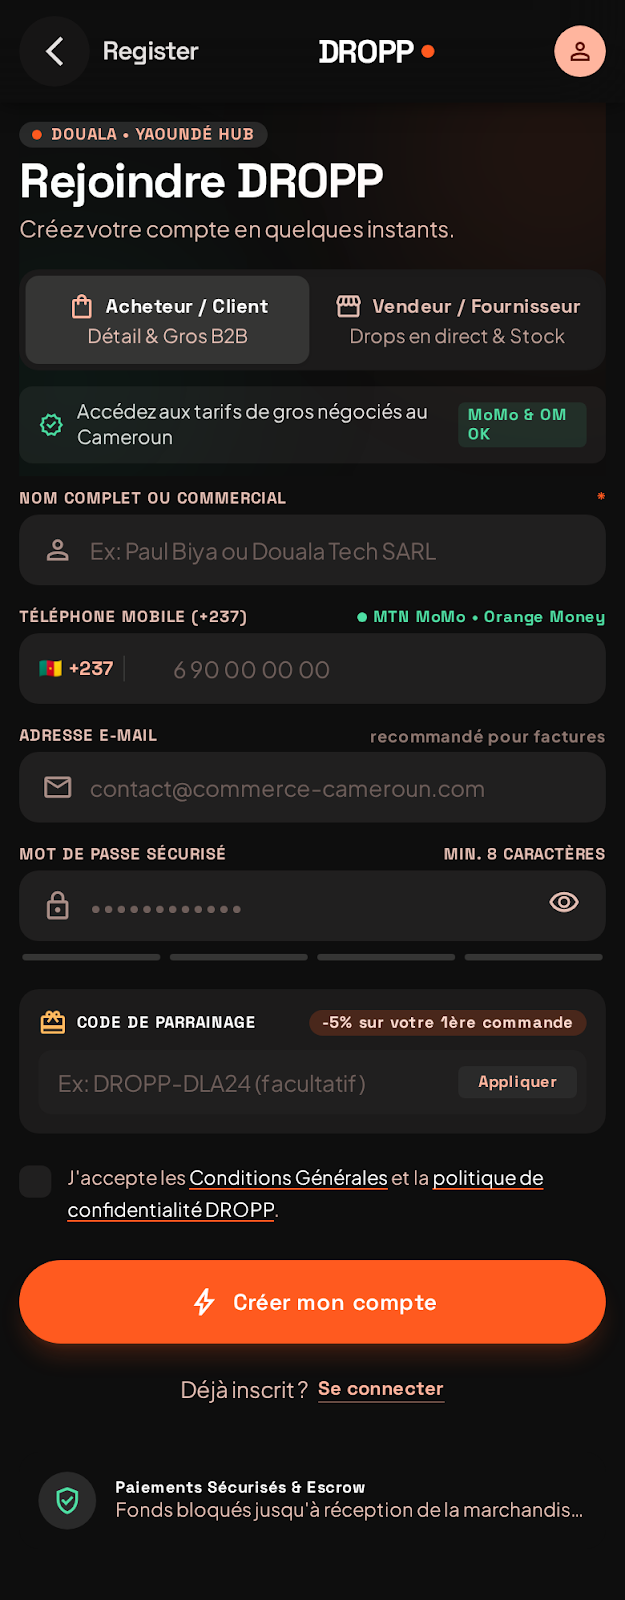 Register
DROPP
DOUALA • YAOUNDÉ HUB
Rejoindre DROPP
Créez votre compte en quelques instants.
Acheteur / Client
Détail & Gros B2B
Vendeur / Fournisseur
Drops en direct & Stock
Accédez aux tarifs de gros négociés au
Cameroun
MoMo & OM
OK
NOM COMPLET OU COMMERCIAL *
Ex: Paul Biya ou Douala Tech SARL
TÉLÉPHONE MOBILE (+237)
MTN MoMo • Orange Money
🇨🇲 +237
6 90 00 00 00
ADRESSE E-MAIL
recommandé pour factures
contact@commerce-cameroun.com
MOT DE PASSE SÉCURISÉ
MIN. 8 CARACTÈRES
••••••••••••
CODE DE PARRAINAGE
-5% sur votre 1ère commande
Ex: DROPP-DLA24 (facultatif)
Appliquer
J'accepte les Conditions Générales et la politique de
confidentialité DROPP.
Créer mon compte
Déjà inscrit ? Se connecter
Paiements Sécurisés & Escrow
Fonds bloqués jusqu'à réception de la marchandis...